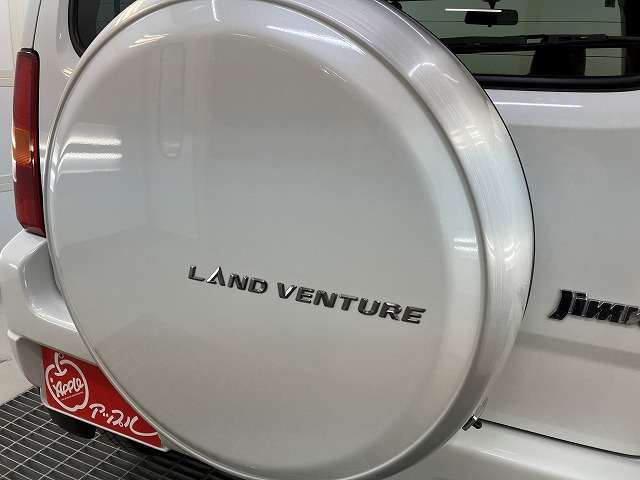 LAND VENTURE
Jimn
APPLE
アップル